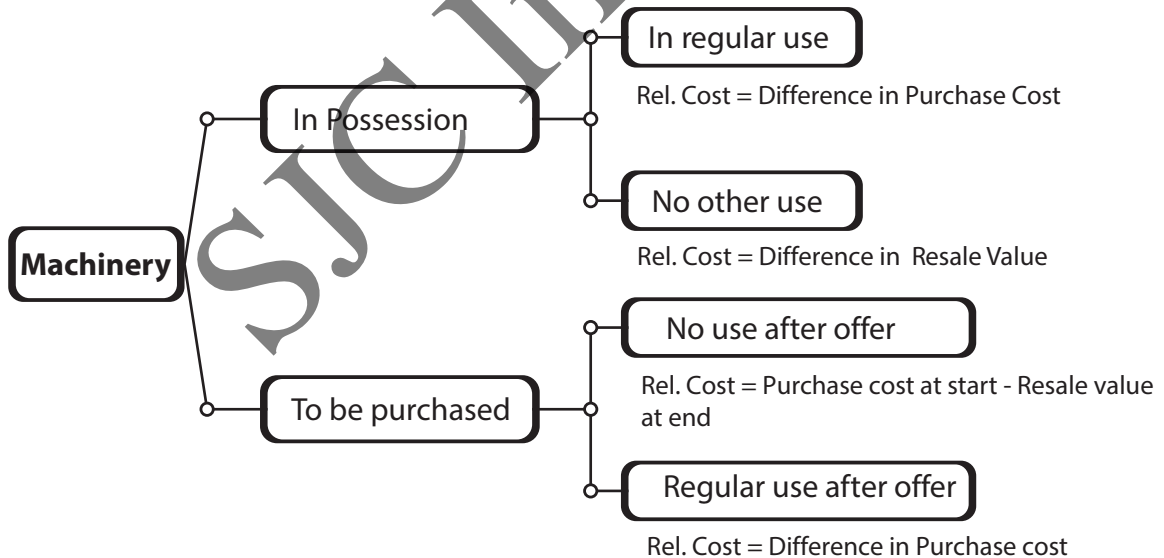 In regular use
Rel. Cost = Difference in Purchase Cost
In Possession
No other use
Rel. Cost = Difference in Resale Value
Machinery
No use after offer
Rel. Cost = Purchase cost at start - Resale value
at end
To be purchased
Regular use after offer
Rel. Cost = Difference in Purchase cost
SJC